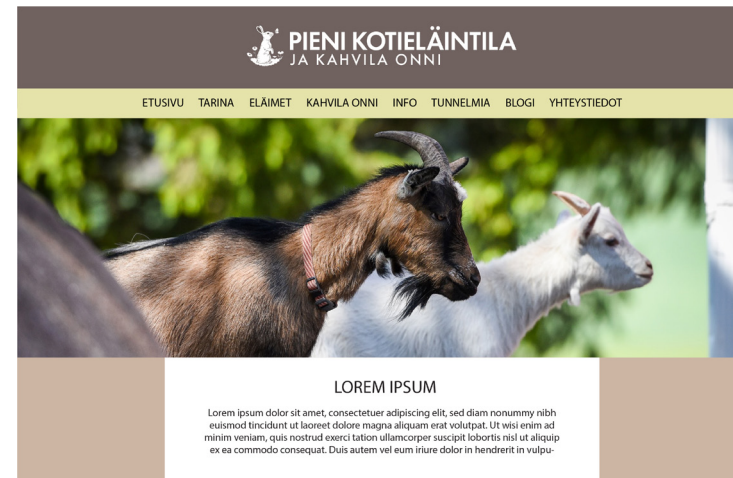 PIENI KOTIELÄINTILA
JA KAHVILA ONNI
ETUSIVU TARINA ELÄIMET KAHVILA ONNI INFO TUNNELMIA BLOGI YHTEYSTIEDOT
LOREM IPSUM
Lorem ipsum dolor sit amet, consectetuer adipiscing elit, sed diam nonummy nibh
euismod tincidunt ut laoreet dolore magna aliquam erat volutpat. Ut wisi enim ad
minim veniam, quis nostrud exerci tation ullamcorper suscipit lobortis nisl ut aliquip
ex ea commodo consequat. Duis autem vel eum iriure dolor in hendrerit in vulpu-